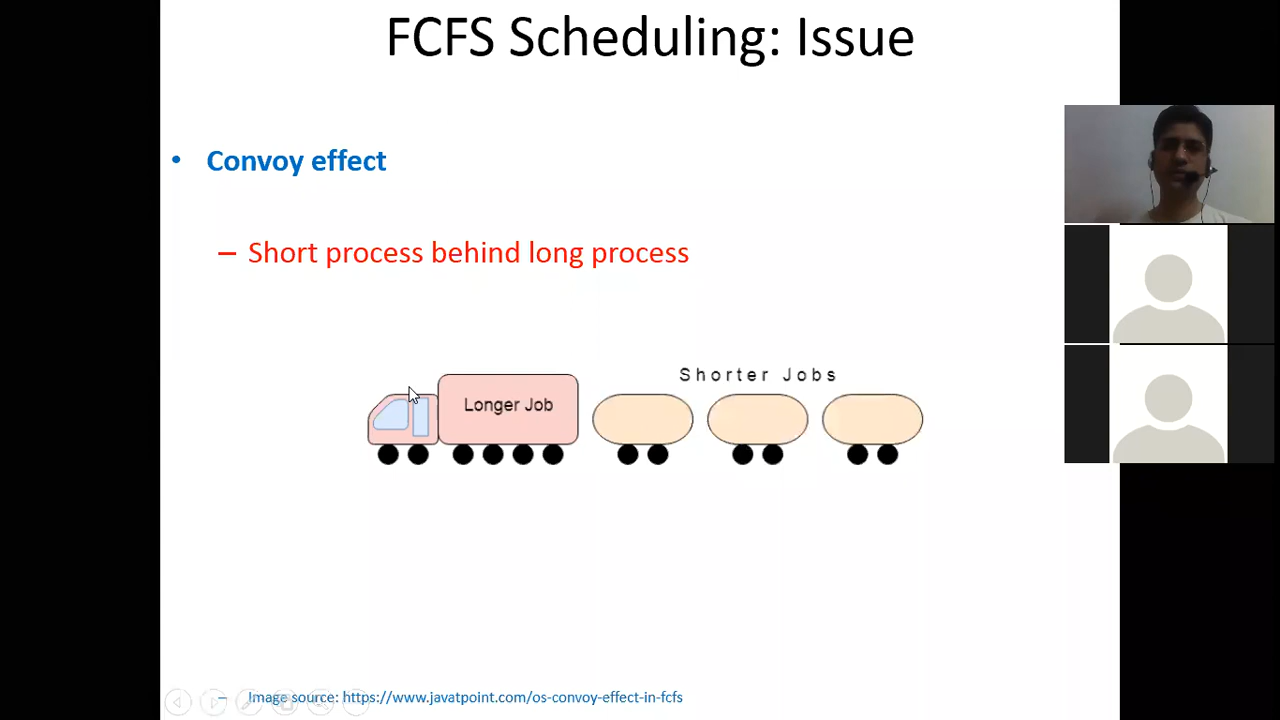 FCFS Scheduling: Issue
• Convoy effect
– Short process behind long process
Shorter Jobs
Longer Job
– Image source: https://www.javatpoint.com/os-convoy-effect-in-fcfs